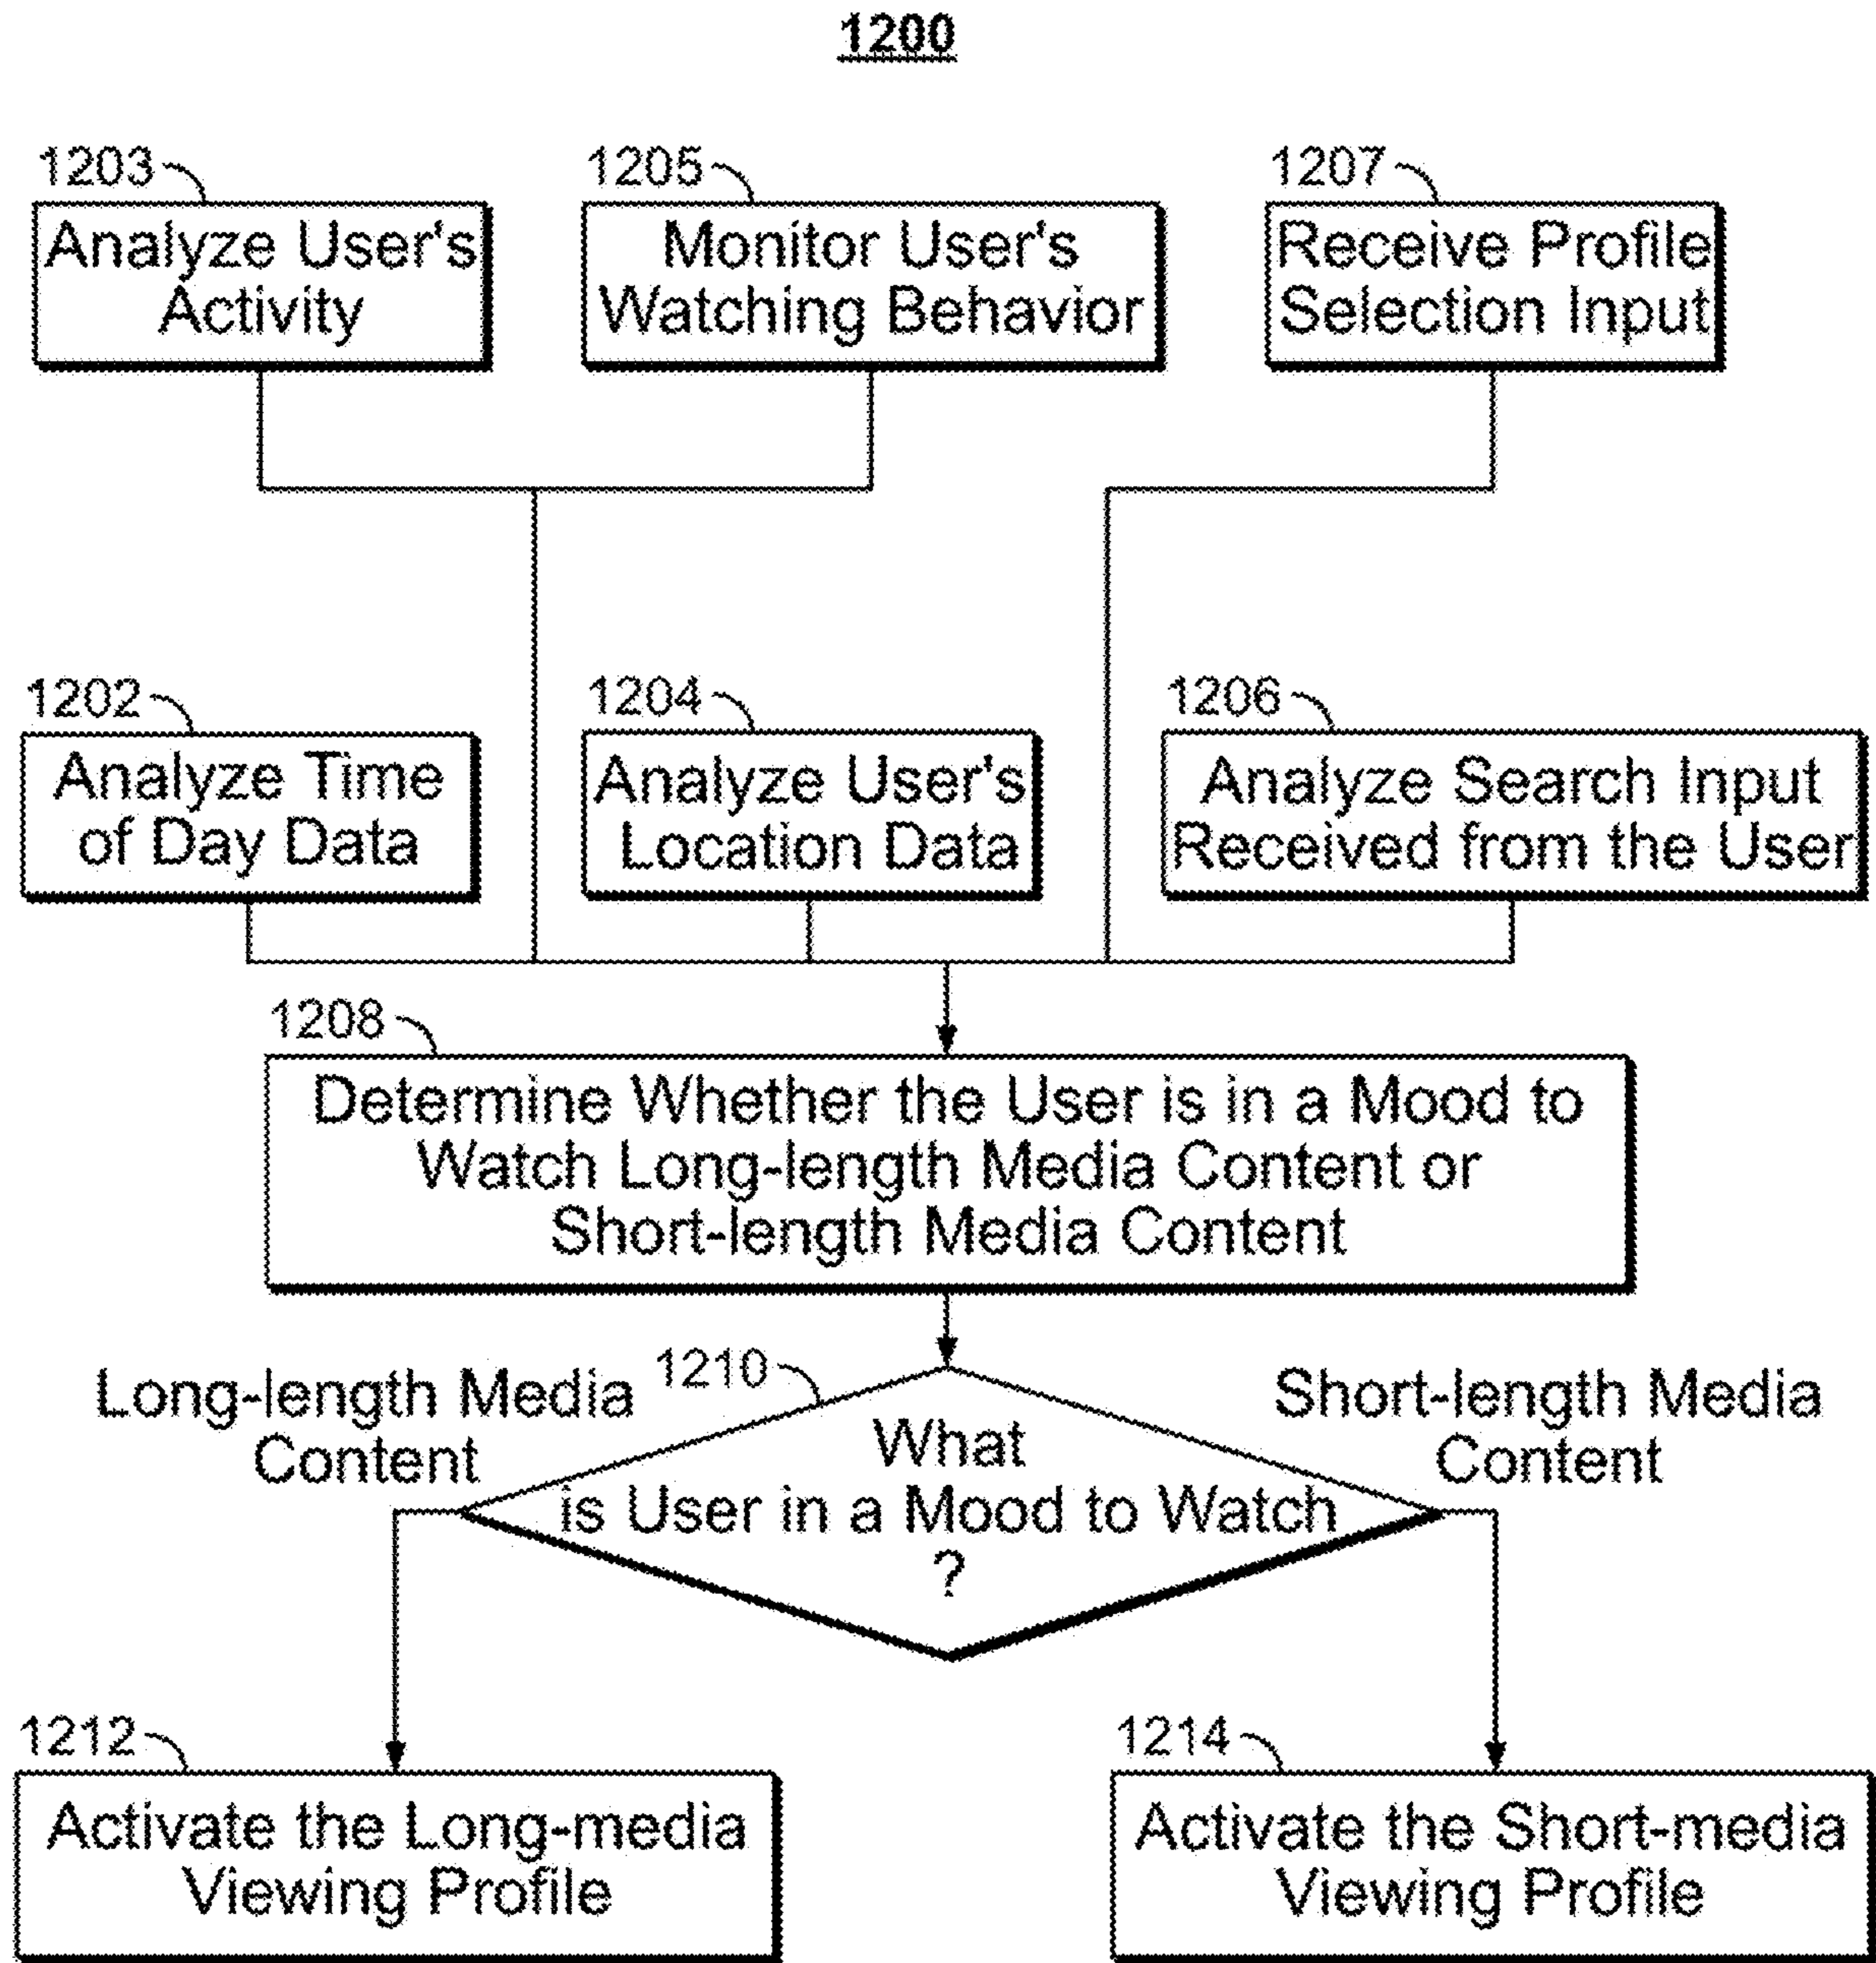 1200
1203
Analyze User's
Activity
1205
Monitor User's
Watching Behavior
1207
Receive Profile
Selection Input
1202
Analyze Time
of Day Data
1204
Analyze User's
Location Data
1206
Analyze Search Input
Received from the User
1208
Determine Whether the User is in a Mood to
Watch Long-length Media Content or
Short-length Media Content
Long-length Media
Content
1210
What
is User in a Mood to Watch
?
Short-length Media
Content
1212
Activate the Long-media
Viewing Profile
1214
Activate the Short-media
Viewing Profile